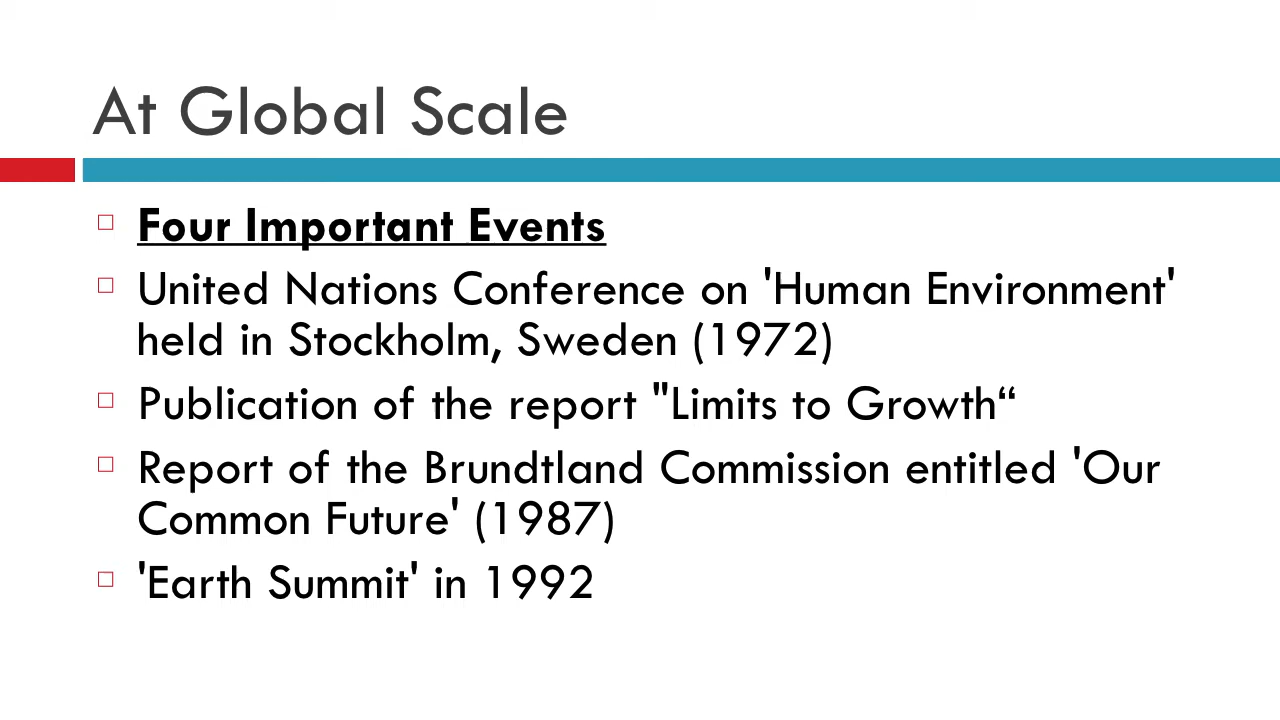 At Global Scale
Four Important Events
United Nations Conference on 'Human Environment'
held in Stockholm, Sweden (1972)
Publication of the report "Limits to Growth“
Report of the Brundtland Commission entitled 'Our
Common Future' (1987)
'Earth Summit' in 1992